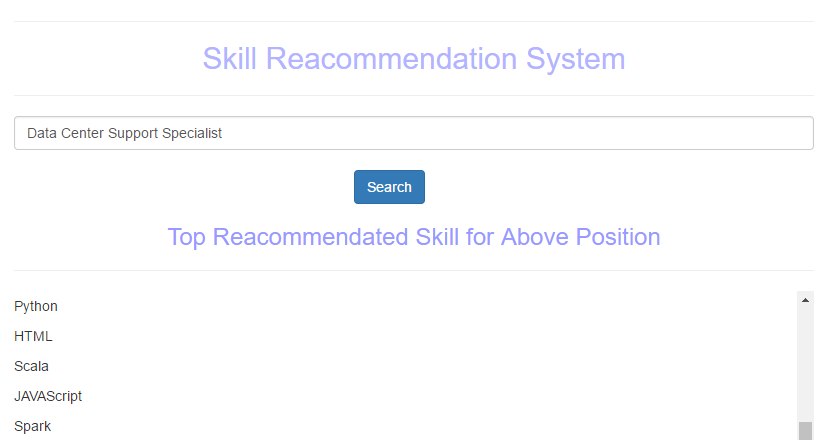 Skill Reacommendation System
Data Center Support Specialist
Search
Top Reacommendated Skill for Above Position
Python
HTML
Scala
JAVAScript
Spark